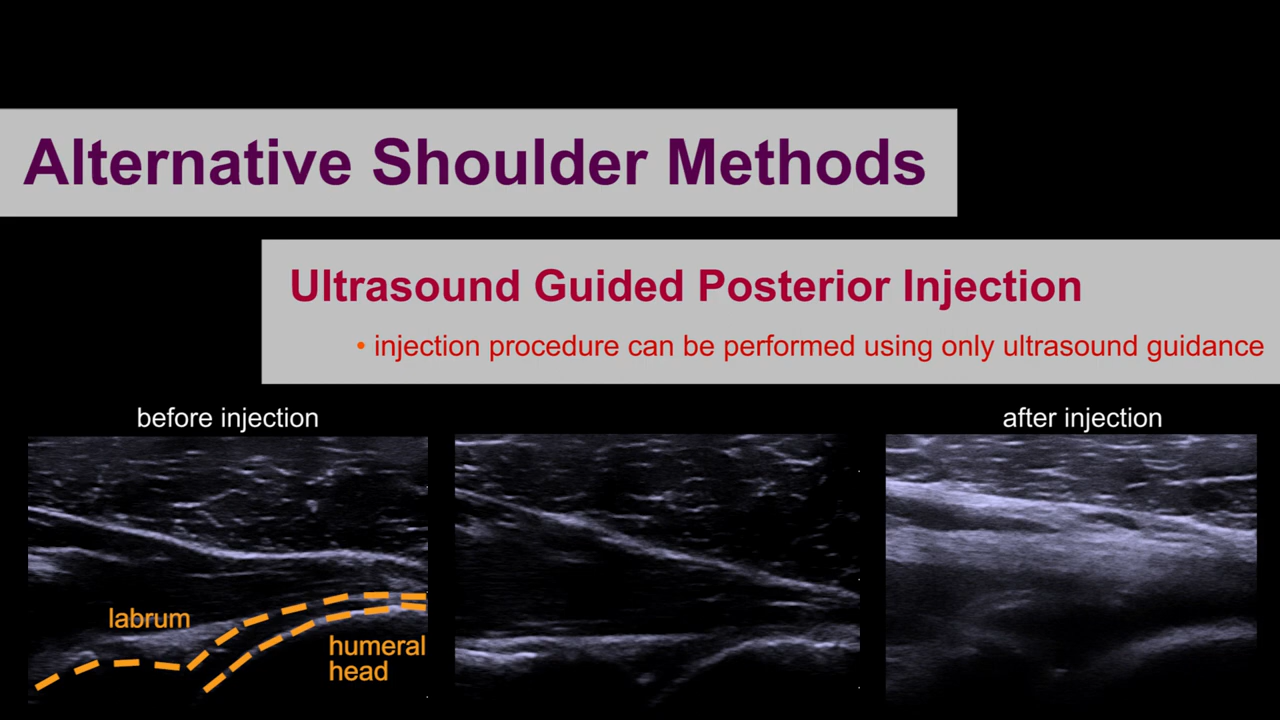 Alternative Shoulder Methods
Ultrasound Guided Posterior Injection
• injection procedure can be performed using only ultrasound guidance
before injection
after injection
labrum
humeral
head